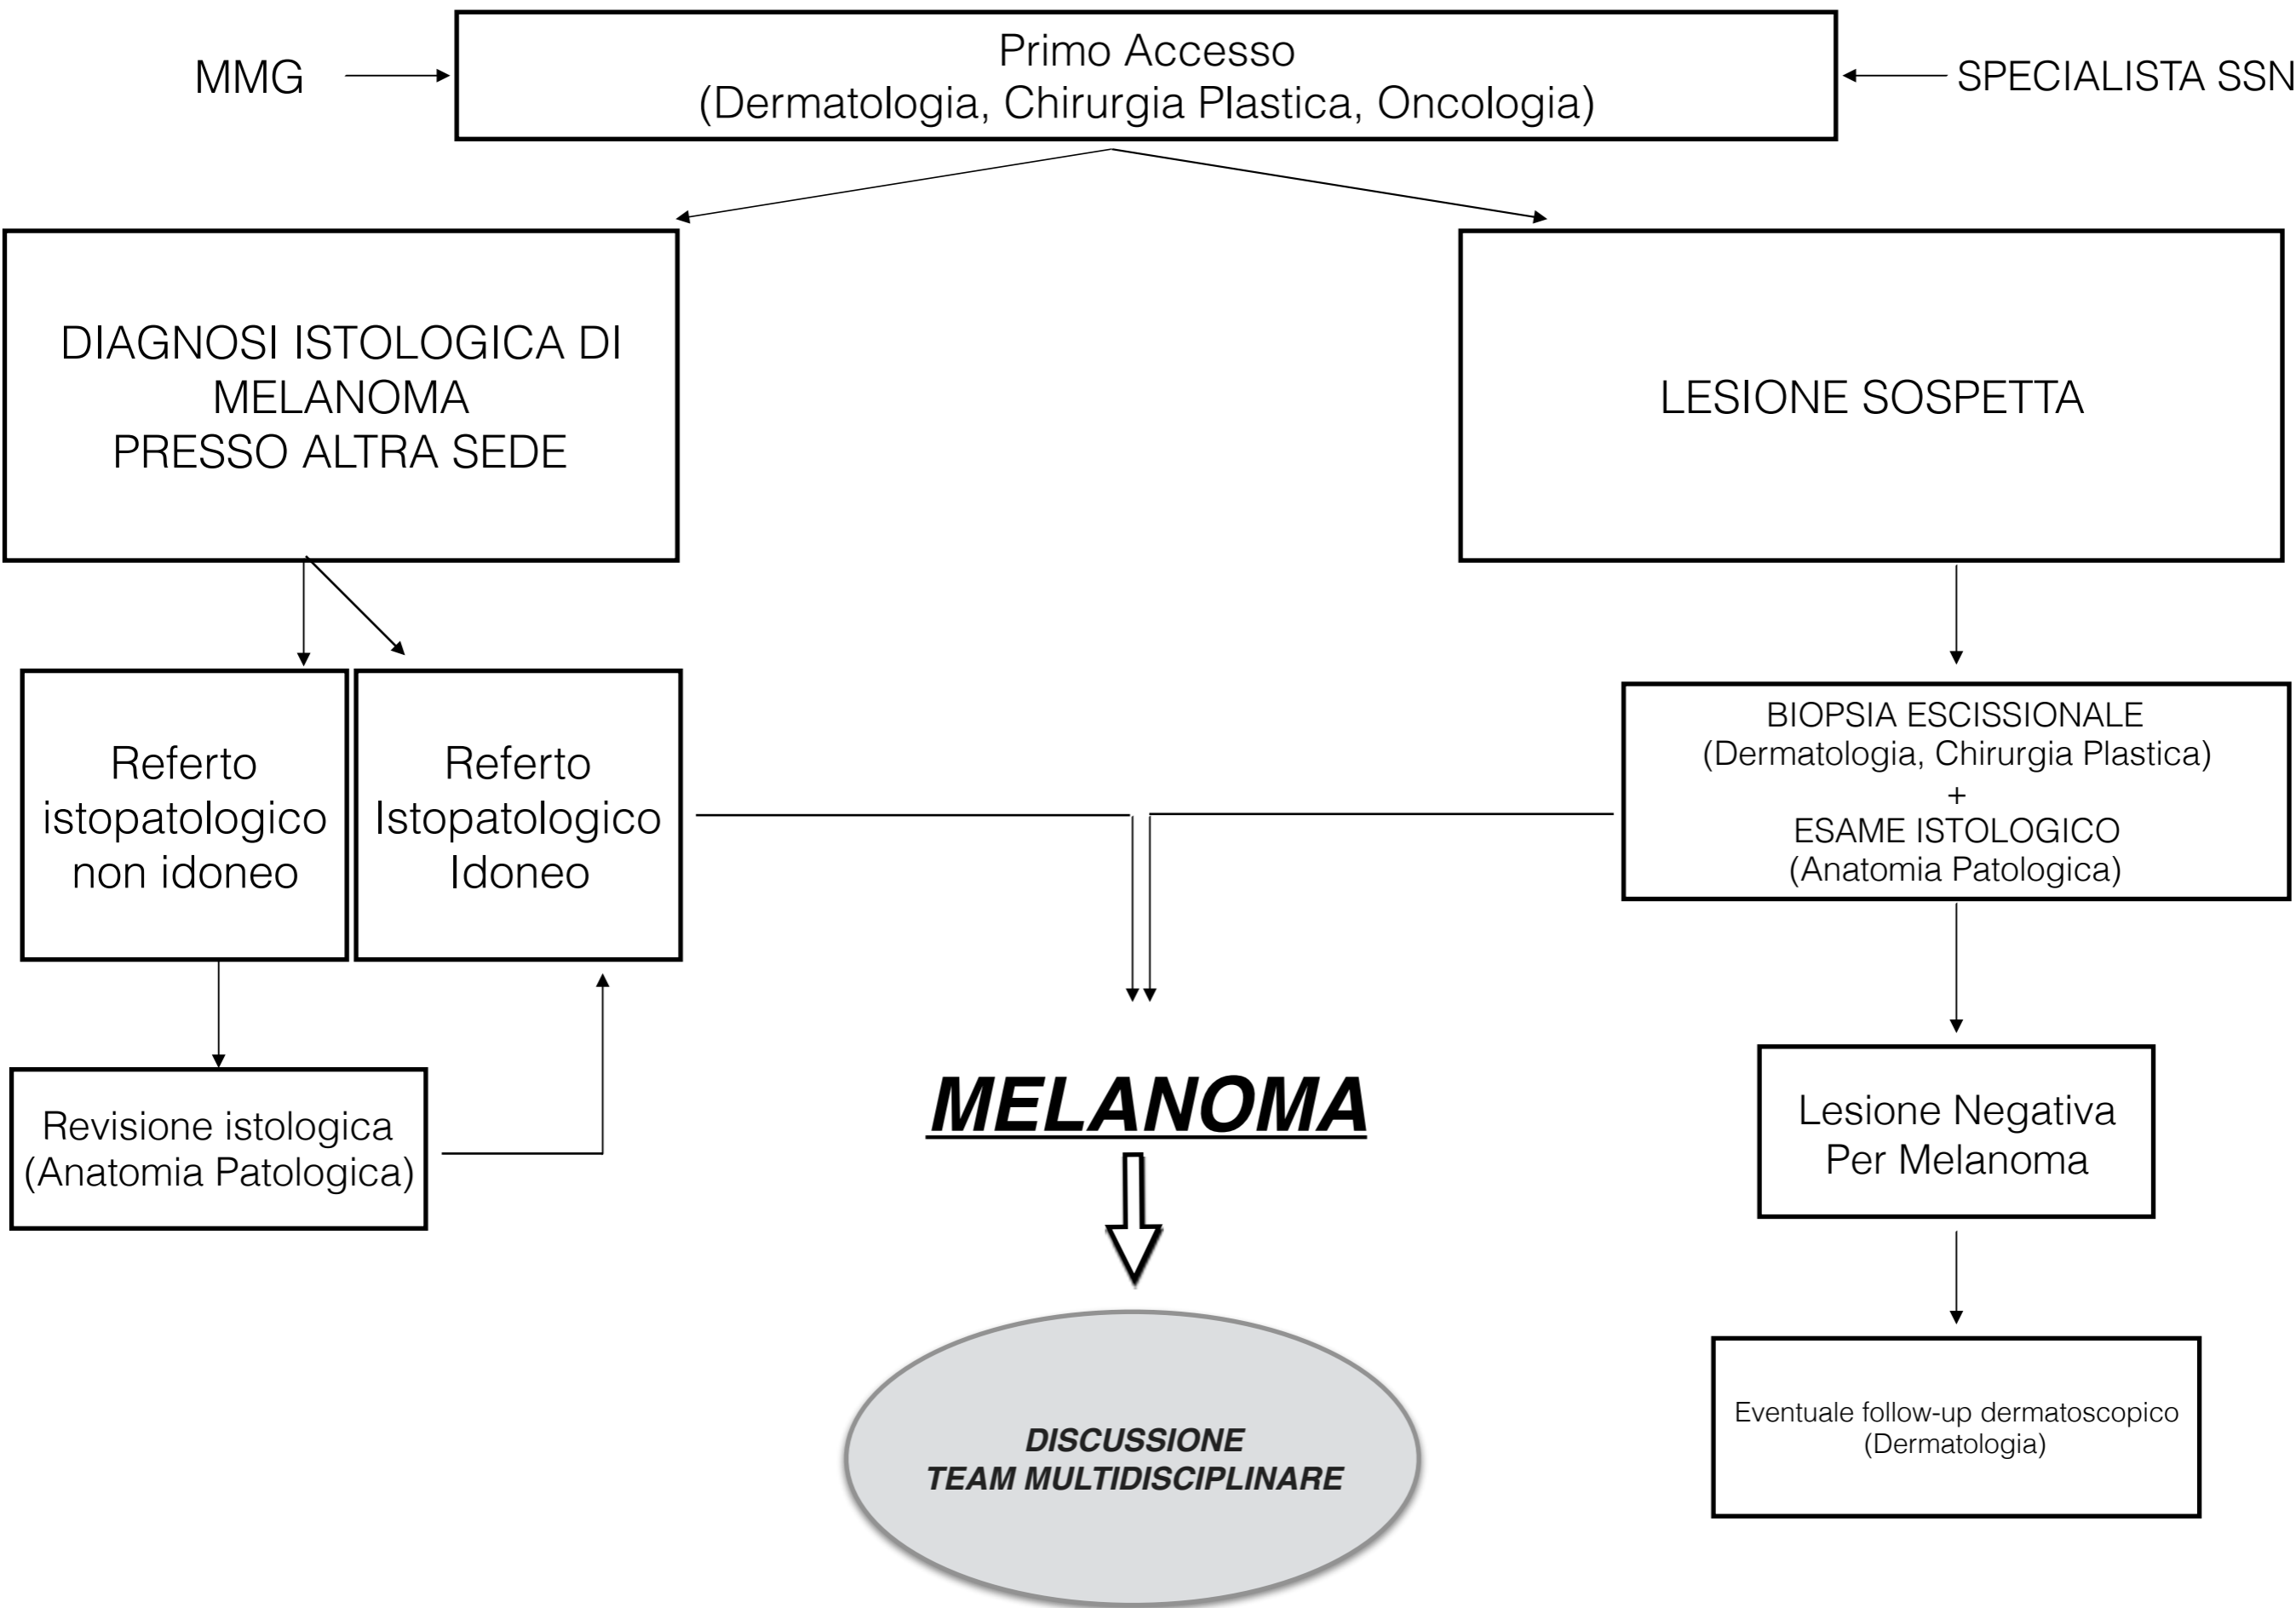 MMG
Primo Accesso
(Dermatologia, Chirurgia Plastica, Oncologia)
SPECIALISTA SSN
DIAGNOSI ISTOLOGICA DI
MELANOMA
PRESSO ALTRA SEDE
LESIONE SOSPETTA
Referto
istopatologico
non idoneo
Referto
Istopatologico
Idoneo
BIOPSIA ESCISSIONALE
(Dermatologia, Chirurgia Plastica)
+
ESAME ISTOLOGICO
(Anatomia Patologica)
Revisione istologica
(Anatomia Patologica)
MELANOMA
Lesione Negativa
Per Melanoma
DISCUSSIONE
TEAM MULTIDISCIPLINARE
Eventuale follow-up dermatoscopico
(Dermatologia)